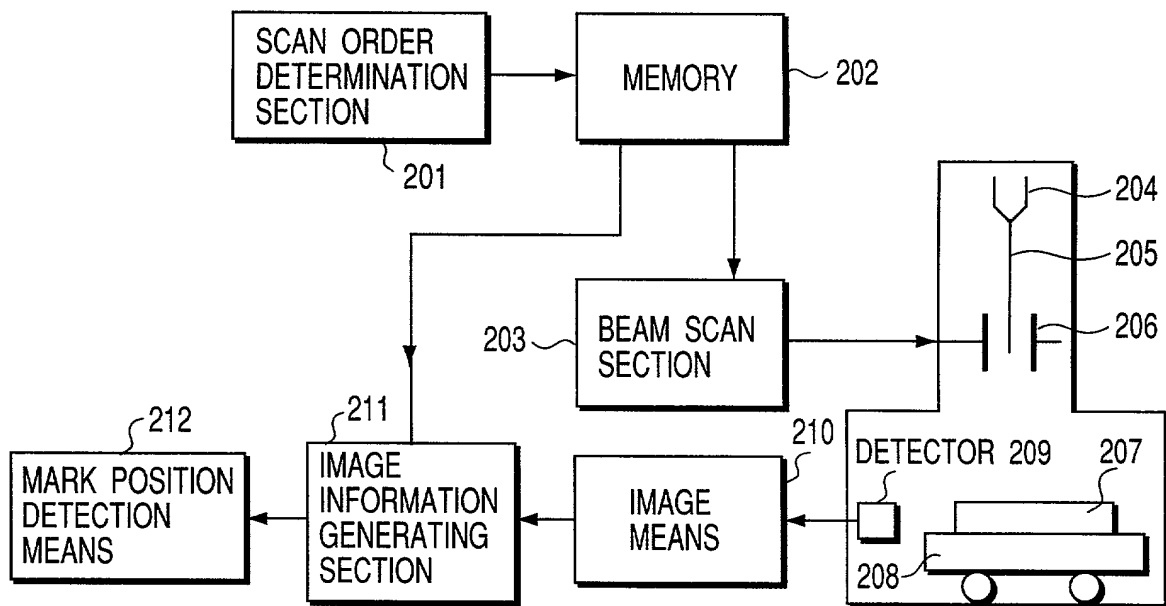 SCAN ORDER
DETERMINATION
SECTION
201
MEMORY
202
204
205
206
203
BEAM SCAN
SECTION
212
MARK POSITION
DETECTION
MEANS
211
IMAGE
INFORMATION
GENERATING
SECTION
210
IMAGE
MEANS
DETECTOR 209
207
208